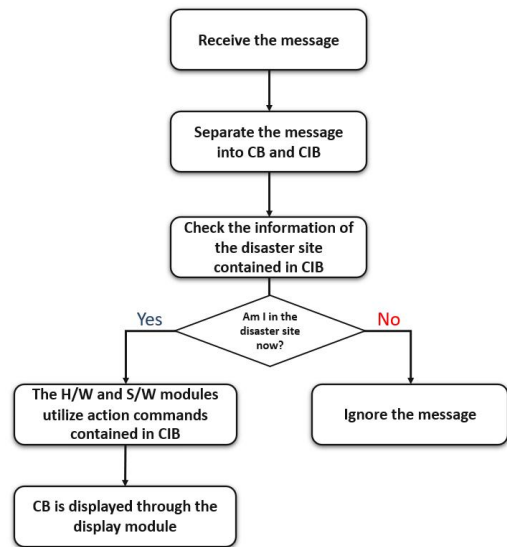 Receive the message
Separate the message
into CB and CIB
Check the information of
the disaster site
contained in CIB
Am I in the
disaster site
now?
Yes
No
The H/W and S/W modules
utilize action commands
contained in CIB
Ignore the message
CB is displayed through the
display module